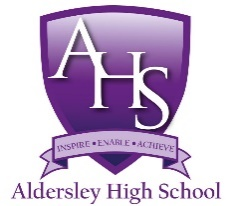 AHS
INSPIRE • ENABLE • ACHIEVE
Aldersley High School